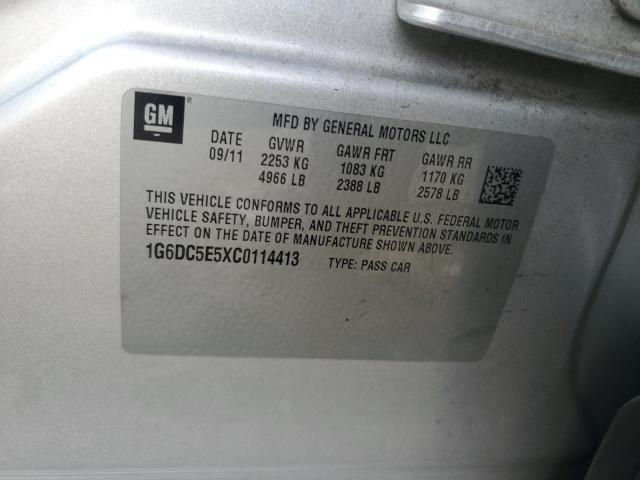 GM
MFD BY GENERAL MOTORS LLC
DATE GVWR GAWR FRT GAWR RR
09/11 2253 KG 1083 KG 1170 KG
4966 LB 2388 LB 2578 LB
THIS VEHICLE CONFORMS TO ALL APPLICABLE U.S. FEDERAL MOTOR
VEHICLE SAFETY, BUMPER, AND THEFT PREVENTION STANDARDS IN
EFFECT ON THE DATE OF MANUFACTURE SHOWN ABOVE.
1G6DC5E5XC0114413 TYPE: PASS CAR